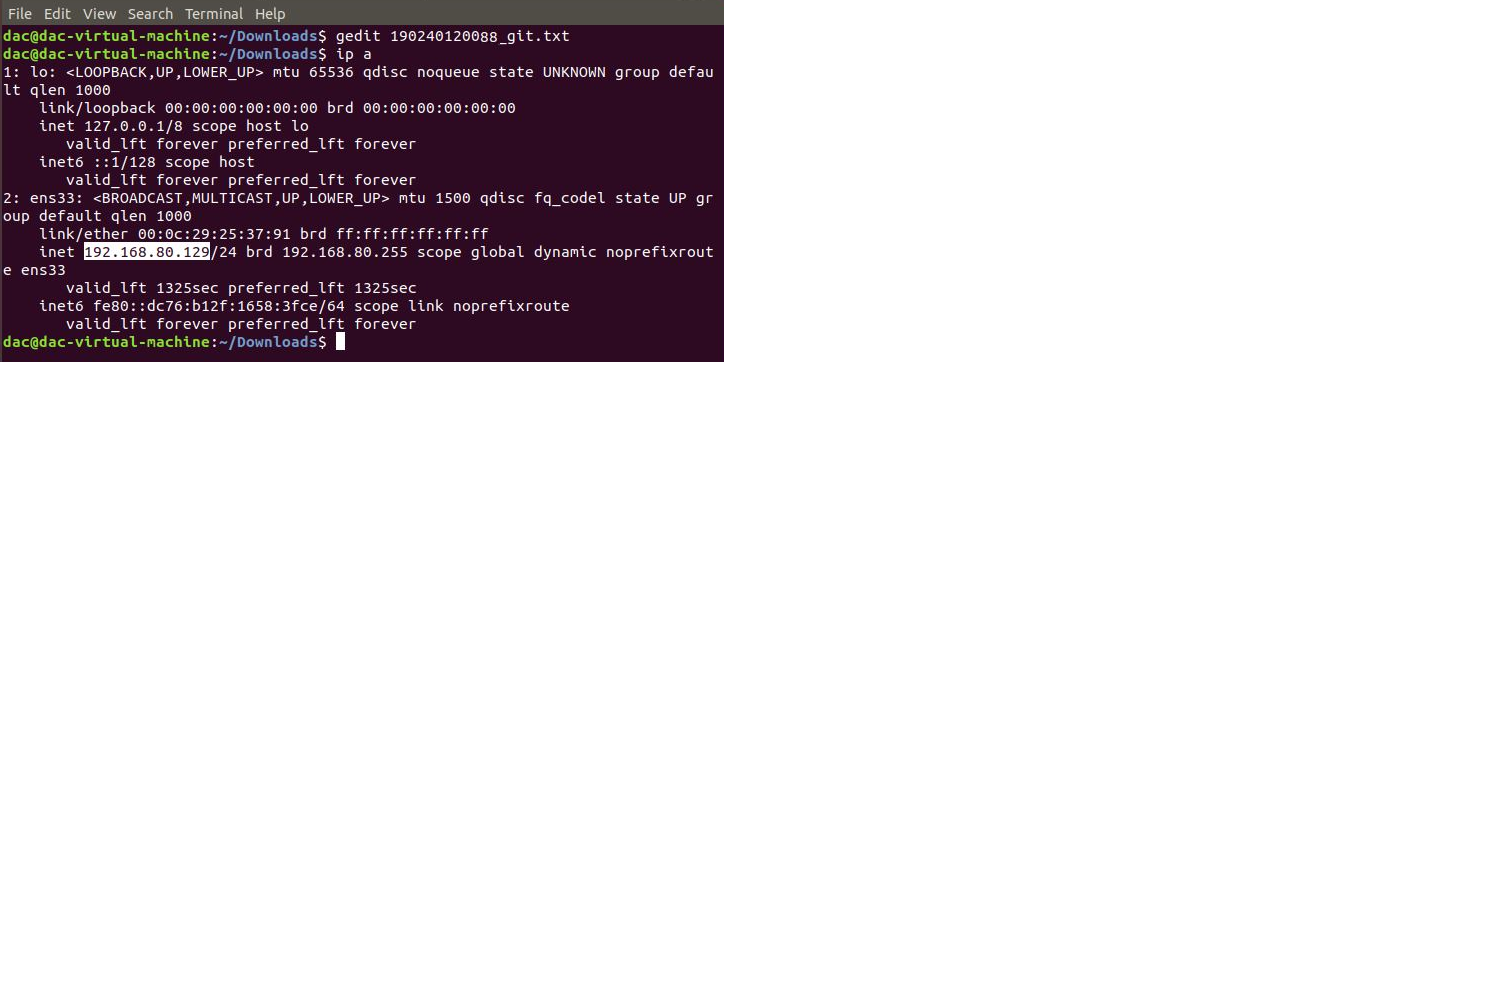 File Edit View Search Terminal Help
dac@dac-virtual-machine:~/Downloads$ gedit 190240120088_git.txt
dac@dac-virtual-machine:~/Downloads$ ip a
1: lo: <LOOPBACK,UP,LOWER_UP> mtu 65536 qdisc noqueue state UNKNOWN group defau
lt qlen 1000
    link/loopback 00:00:00:00:00:00 brd 00:00:00:00:00:00
    inet 127.0.0.1/8 scope host lo
       valid_lft forever preferred_lft forever
    inet6 ::1/128 scope host
       valid_lft forever preferred_lft forever
2: ens33: <BROADCAST,MULTICAST,UP,LOWER_UP> mtu 1500 qdisc fq_codel state UP gr
oup default qlen 1000
    link/ether 00:0c:29:25:37:91 brd ff:ff:ff:ff:ff:ff
    inet 192.168.80.129/24 brd 192.168.80.255 scope global dynamic noprefixrout
e ens33
       valid_lft 1325sec preferred_lft 1325sec
    inet6 fe80::dc76:b12f:1658:3fce/64 scope link noprefixroute
       valid_lft forever preferred_lft forever
dac@dac-virtual-machine:~/Downloads$